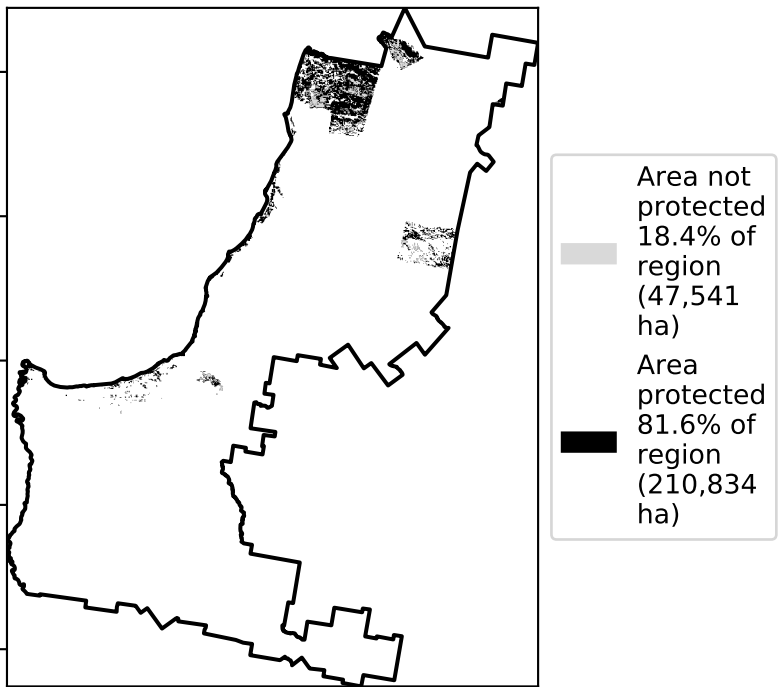 Area not
protected
18.4% of
region
(47,541
ha)
Area
protected
81.6% of
region
(210,834
ha)